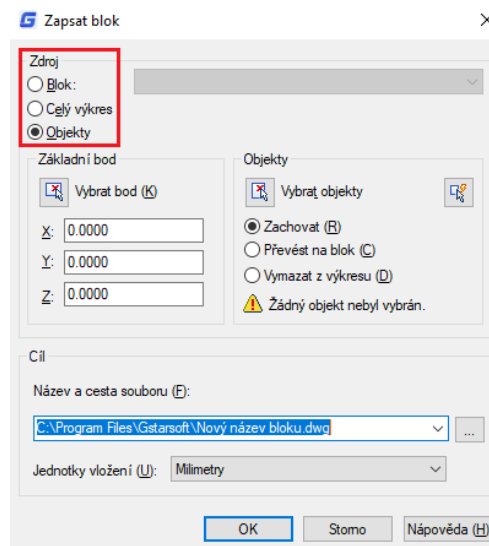 Zapsat blok
Zdroj
Blok:
Celý výkres
Objekty
Základní bod
Vybrat bod (K)
X: 0.0000
Y: 0.0000
Z: 0.0000
Objekty
Vybrat objekty
Zachovat (R)
Převést na blok (C)
Vymazat z výkresu (D)
Žádný objekt nebyl vybrán.
Cíl
Název a cesta souboru (F):
C:\Program Files\Gstarsoft\Nový název bloku.dwg
...
Jednotky vložení (U): Milimetry
OK Storno Nápověda (H)